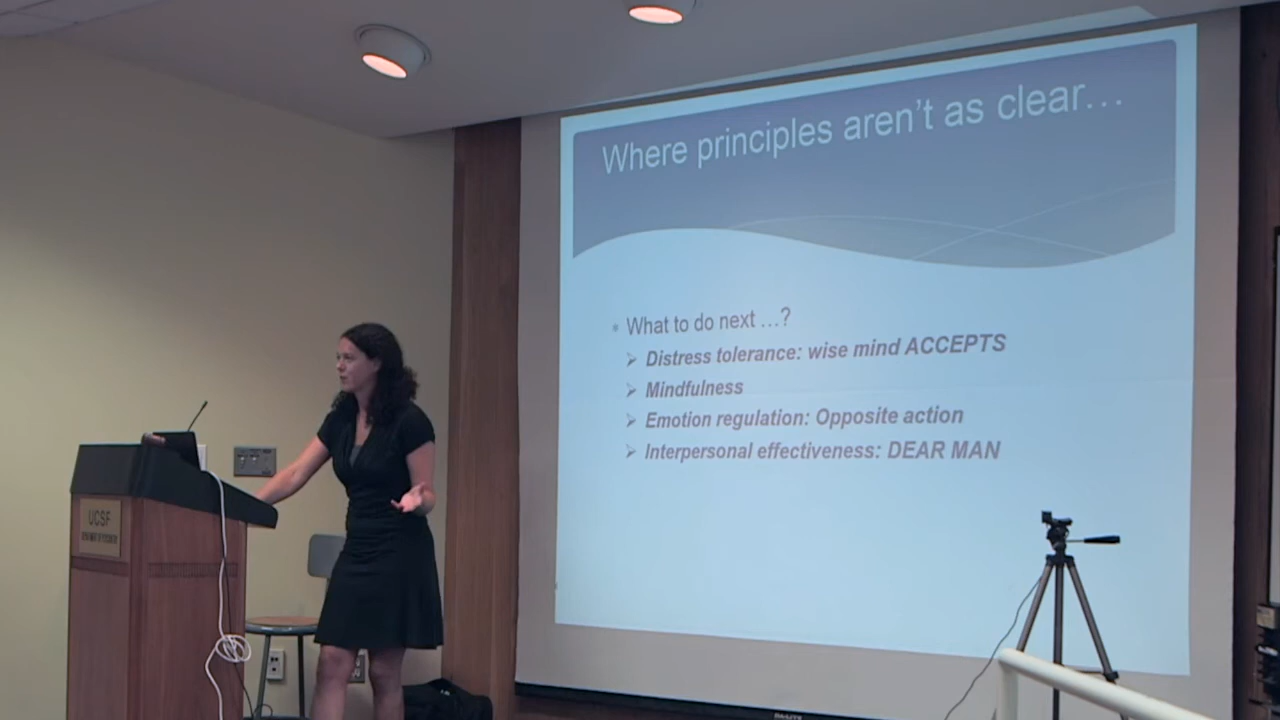 Where principles aren't as clear…
What to do next …?
Distress tolerance: wise mind ACCEPTS
Mindfulness
Emotion regulation: Opposite action
Interpersonal effectiveness: DEAR MAN
UCSF